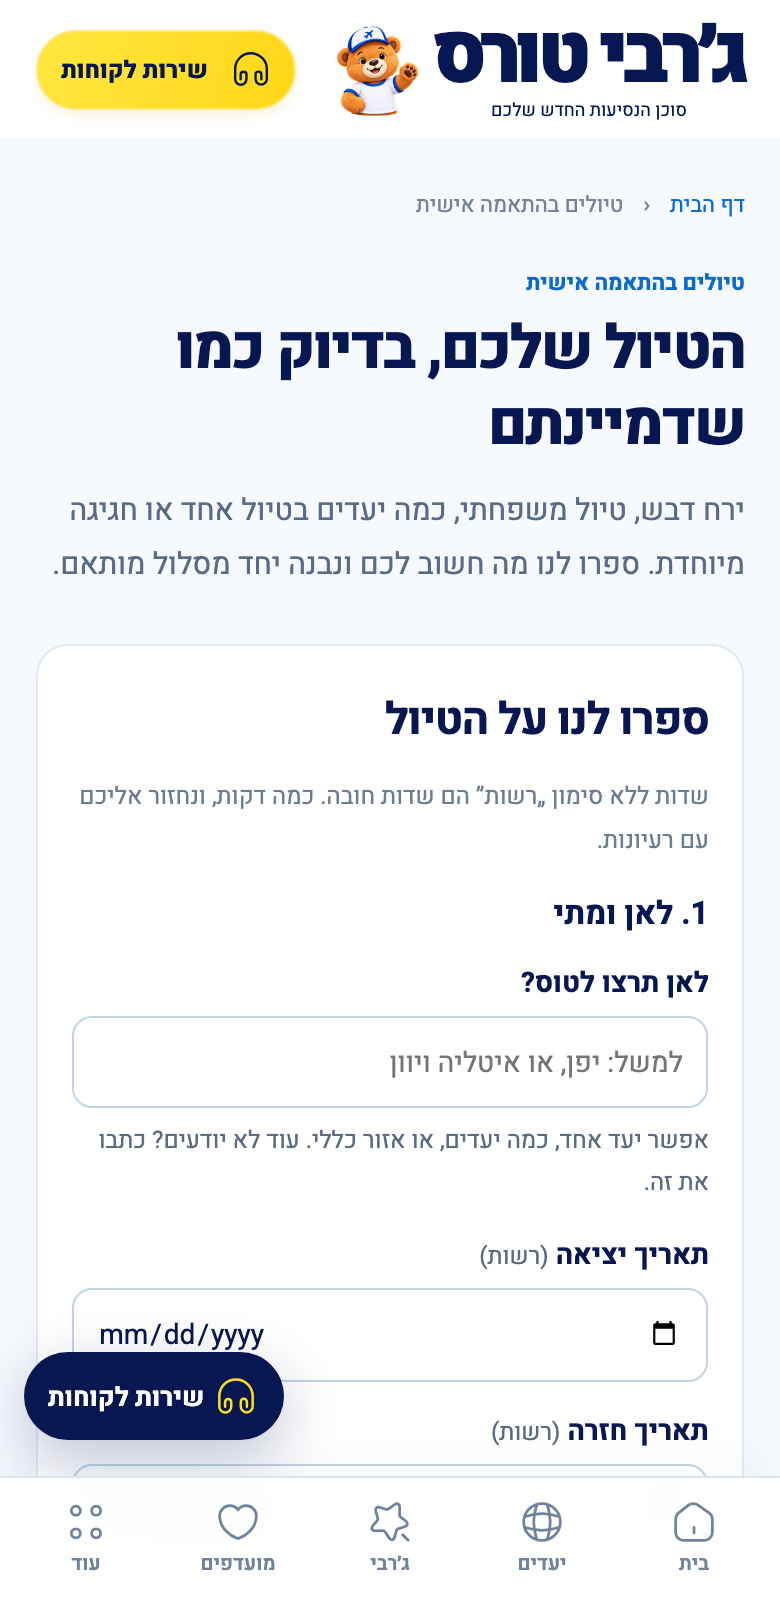 ג׳רבי טורס
סוכן הנסיעות החדש שלכם
שירות לקוחות
דף הבית › טיולים בהתאמה אישית
טיולים בהתאמה אישית
הטיול שלכם, בדיוק כמו
שדמיינתם
ירח דבש, טיול משפחתי, כמה יעדים בטיול אחד או חגיגה
מיוחדת. ספרו לנו מה חשוב לכם ונבנה יחד מסלול מותאם.
ספרו לנו על הטיול
שדות ללא סימון „רשות” הם שדות חובה. כמה דקות, ונחזור אליכם
עם רעיונות.
1. לאן ומתי
לאן תרצו לטוס?
למשל: יפן, או איטליה ויוון
אפשר יעד אחד, כמה יעדים, או אזור כללי. עוד לא יודעים? כתבו
את זה.
תאריך יציאה (רשות)
mm/dd/yyyy
שירות לקוחות
תאריך חזרה (רשות)
בית
יעדים
ג׳רבי
מועדפים
עוד